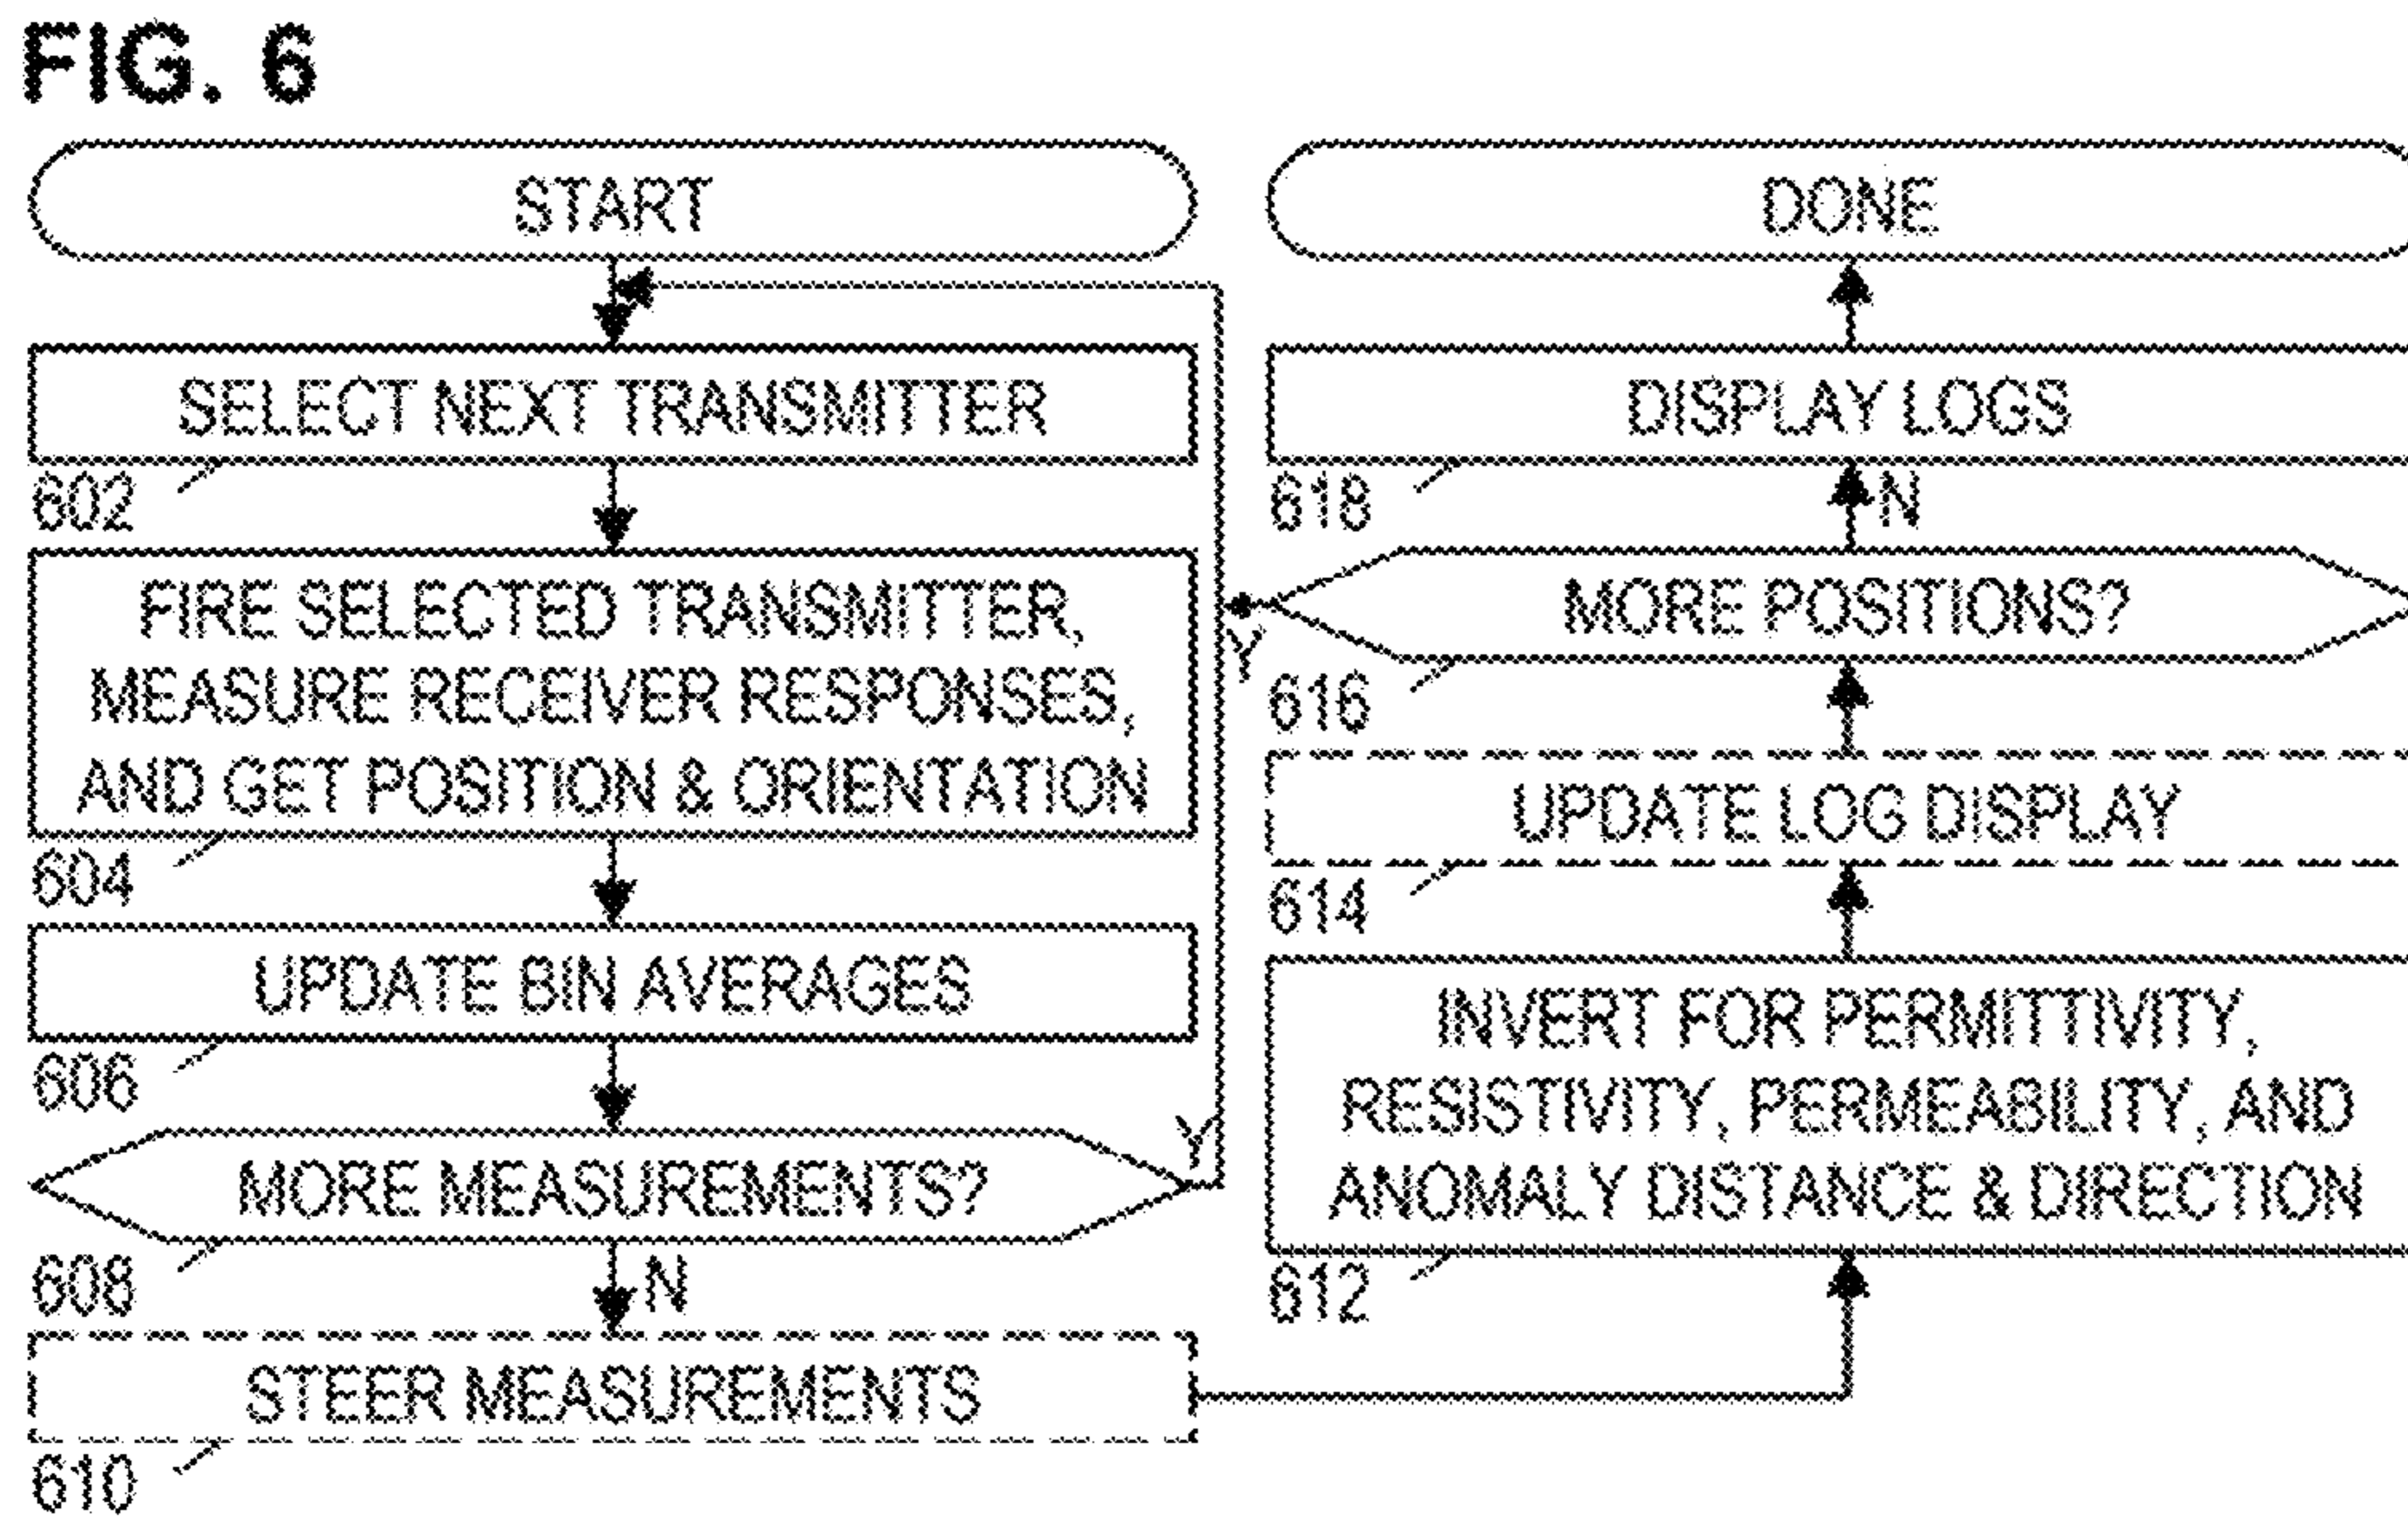 FIG. 6
START
SELECT NEXT TRANSMITTER
602
FIRE SELECTED TRANSMITTER,
MEASURE RECEIVER RESPONSES,
AND GET POSITION & ORIENTATION
604
UPDATE BIN AVERAGES
606
MORE MEASUREMENTS?
Y
608
N
STEER MEASUREMENTS
610
DONE
DISPLAY LOGS
618
N
MORE POSITIONS?
Y
616
UPDATE LOG DISPLAY
614
INVERT FOR PERMITTIVITY,
RESISTIVITY, PERMEABILITY, AND
ANOMALY DISTANCE & DIRECTION
612